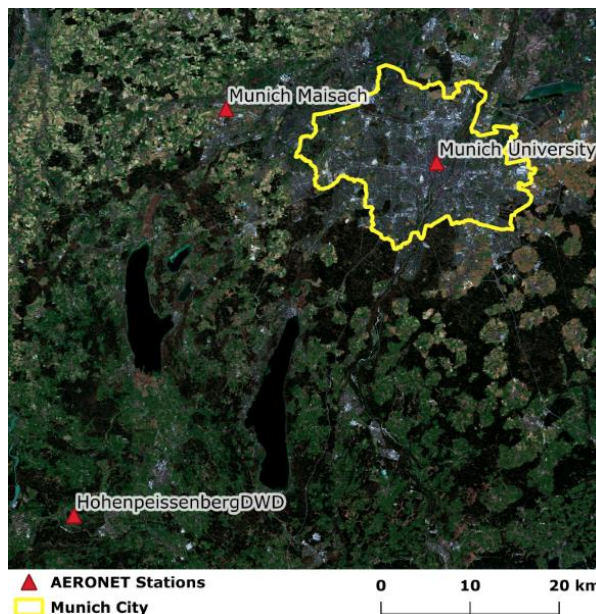 Munich Maisach
Munich University
HohenpeissenbergDWD
AERONET Stations
Munich City
0 10 20 km